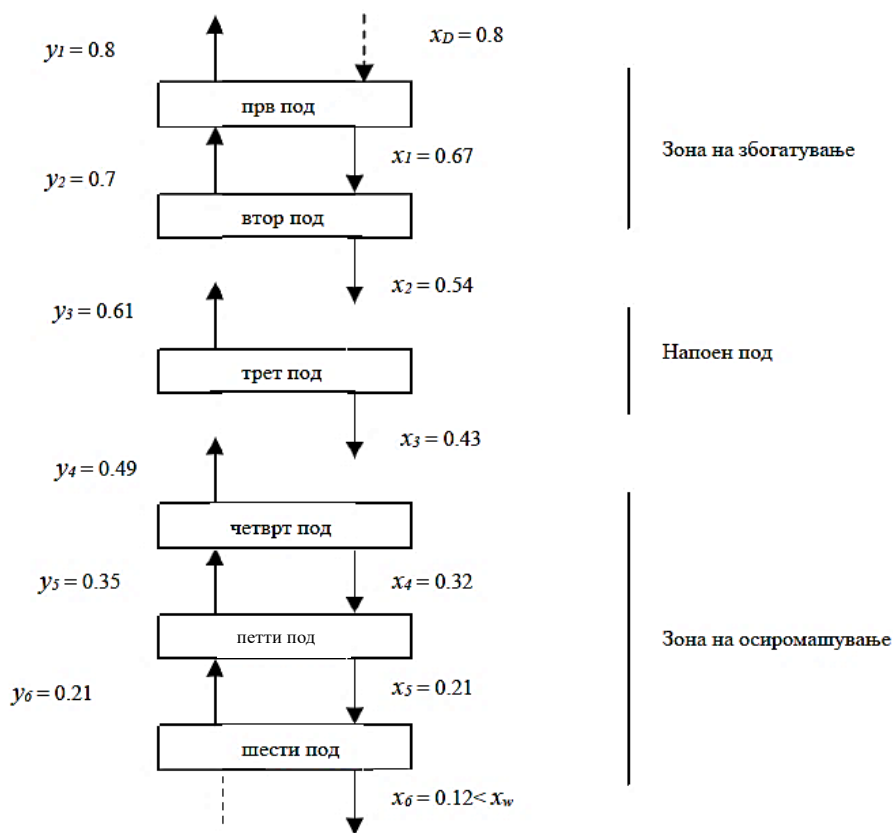 y1 = 0.8
xD = 0.8
прв под
x1 = 0.67
Зона на збогатување
y2 = 0.7
втор под
x2 = 0.54
y3 = 0.61
трет под
Напоен под
x3 = 0.43
y4 = 0.49
четврт под
y5 = 0.35
x4 = 0.32
петти под
Зона на осиромашување
y6 = 0.21
x5 = 0.21
шести под
x6 = 0.12< xw